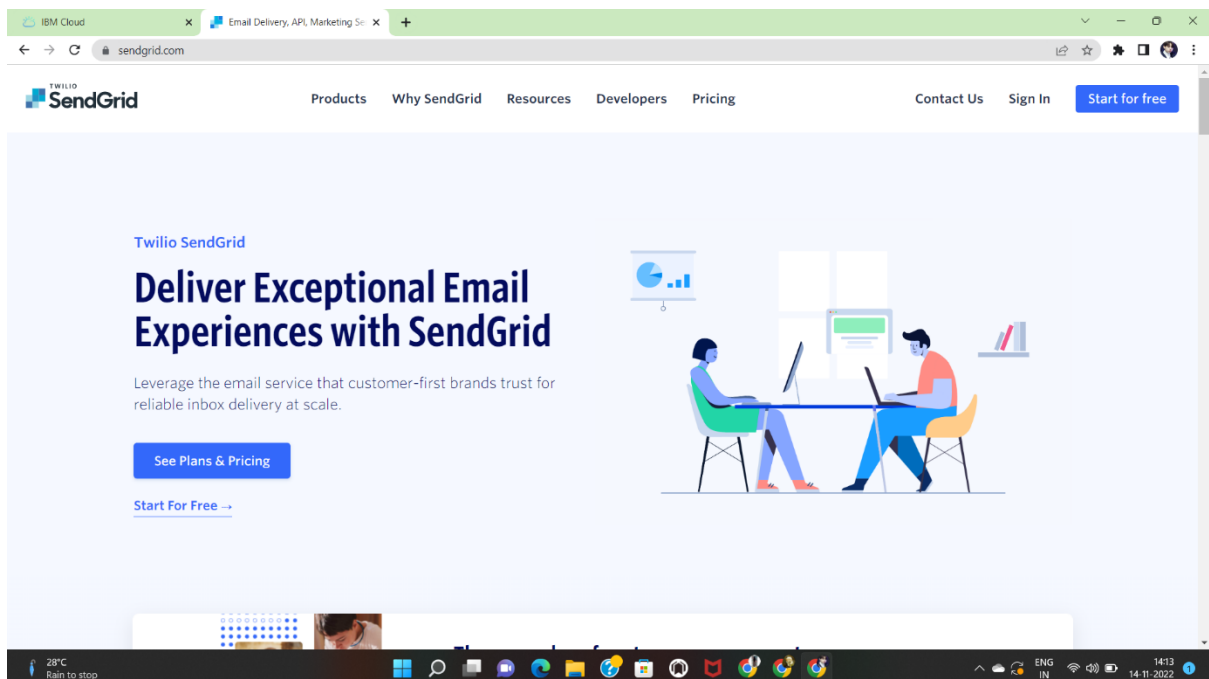 IBM Cloud
Email Delivery, API, Marketing Se
sendgrid.com
TWILIO
SendGrid
Products Why SendGrid Resources Developers Pricing Contact Us Sign In Start for free
Twilio SendGrid
Deliver Exceptional Email
Experiences with SendGrid
Leverage the email service that customer-first brands trust for
reliable inbox delivery at scale.
See Plans & Pricing
Start For Free →
28°C
Rain to stop
ENG
IN
14:13
14-11-2022
1